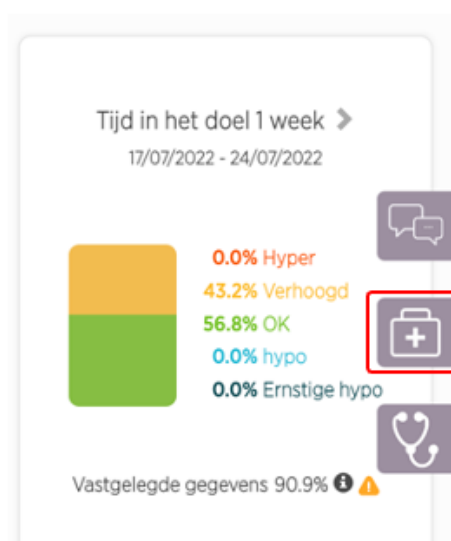 Tijd in het doel 1 week
17/07/2022 - 24/07/2022
0.0% Hyper
43.2% Verhoogd
56.8% OK
0.0% hypo
0.0% Ernstige hypo
Vastgelegde gegevens 90.9%